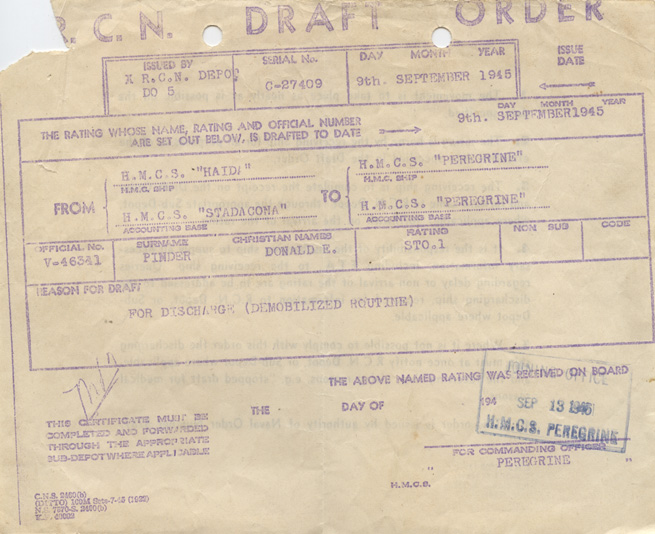 R.C.N. DRAFT ORDER
ISSUED BY
X R.C.N. DEPO
DO 5
SERIAL No.
C-27409
DAY MONTH YEAR
9th. SEPTEMBER 1945
ISSUE
DATE
THE RATING WHOSE NAME, RATING AND OFFICIAL NUMBER
ARE SET OUT BELOW, IS DRAFTED TO DATE
DAY MONTH YEAR
9th. SEPTEMBER 1945
FROM
H.M.C.S. "HAIDA"
H.M.C. SHIP
H.M.C.S. "STADACONA"
ACCOUNTING BASE
TO
H.M.C.S. "PEREGRINE"
H.M.C. SHIP
H.M.C.S. "PEREGRINE"
ACCOUNTING BASE
OFFICIAL No. SURNAME CHRISTIAN NAMES RATING NON SUB CODE
V-46341 PINDER DONALD E. STO.1
REASON FOR DRAFT
FOR DISCHARGE (DEMOBILIZED ROUTINE)
THE ABOVE NAMED RATING WAS RECEIVED ON BOARD
THE DAY OF 194
OFFICE
SEP 13 1945
H.M.C.S. PEREGRINE
THIS CERTIFICATE MUST BE
COMPLETED AND FORWARDED
THROUGH THE APPROPRIATE
SUB-DEPOT WHERE APPLICABLE
FOR COMMANDING OFFICER
" PEREGRINE "
H.M.C.S.
C.N.S. 2460(b)